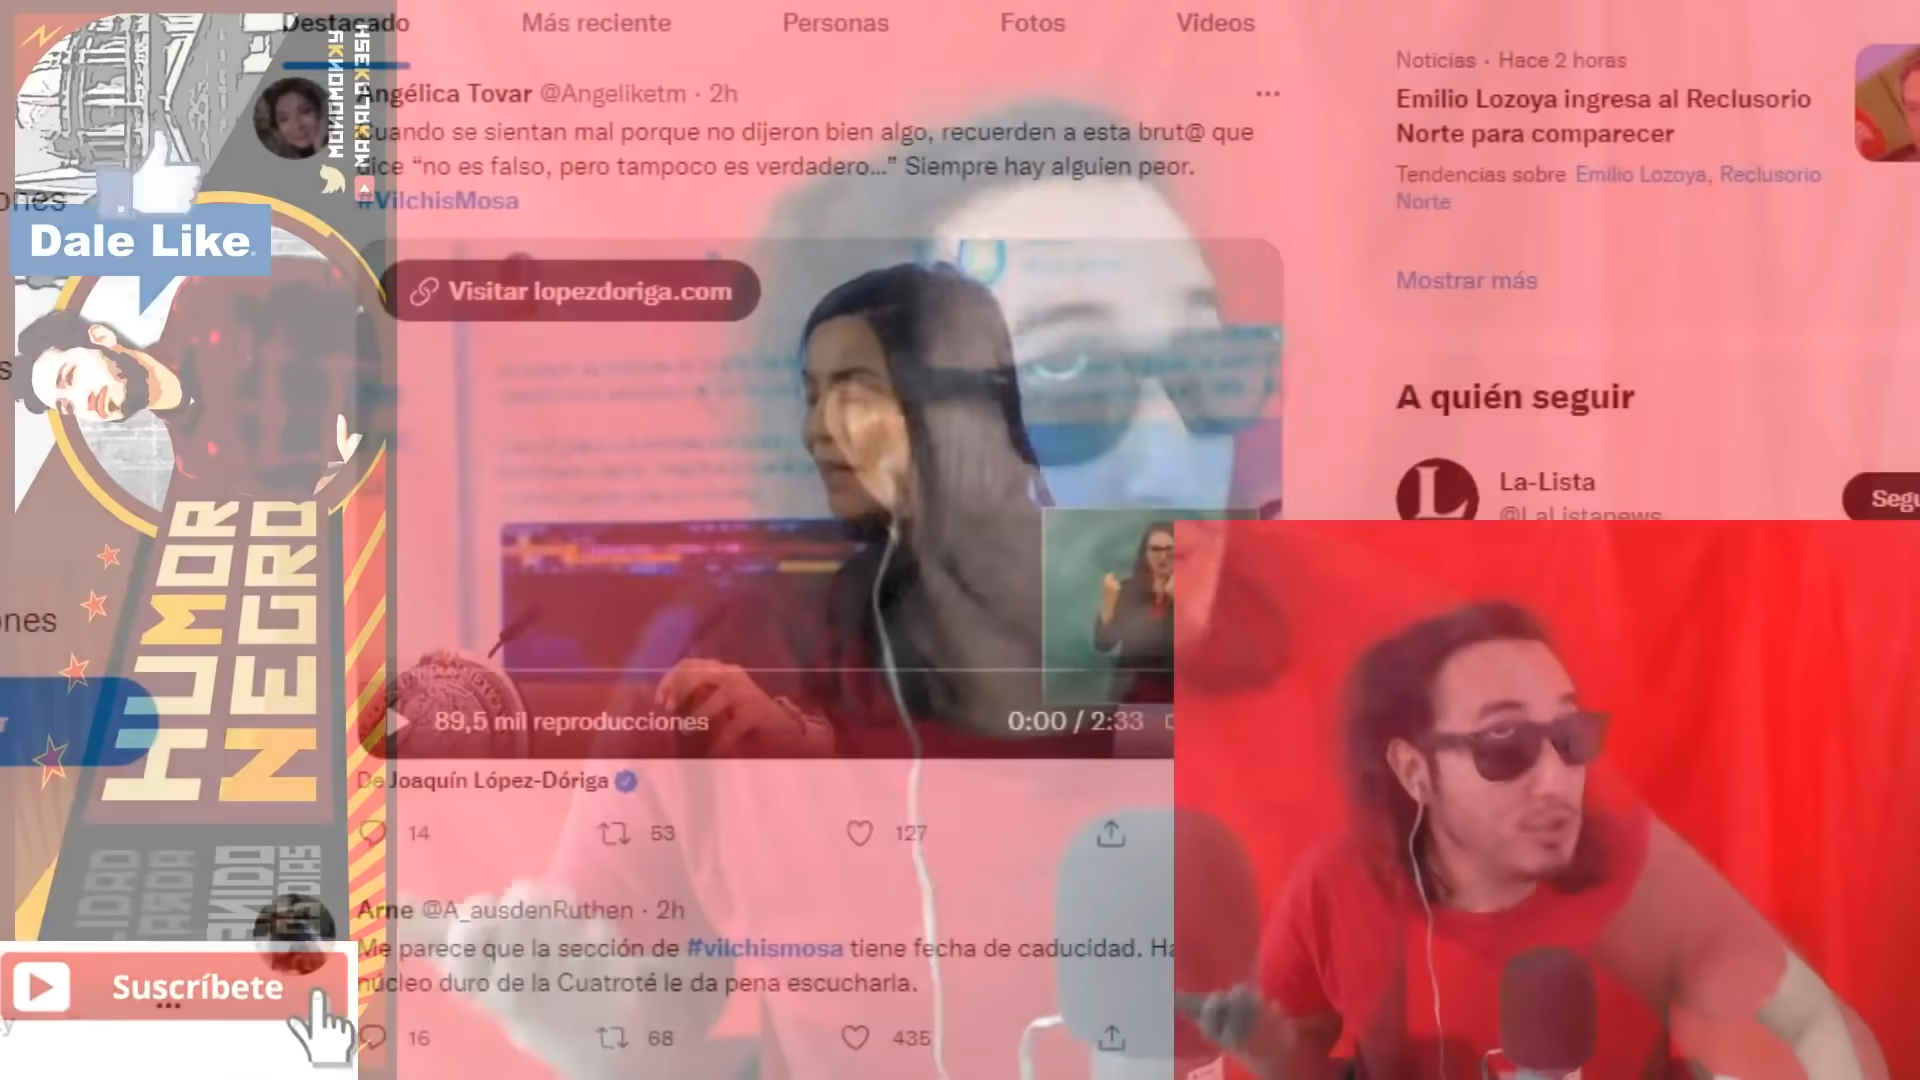 Destacado
Más reciente
Personas
Fotos
Videos
Angélica Tovar @Angeliketm · 2h
Cuando se sientan mal porque no dijeron bien algo, recuerden a esta brut@ que
dice “no es falso, pero tampoco es verdadero...” Siempre hay alguien peor.
#VilchisMosa
Visitar lopezdoriga.com
89,5 mil reproducciones
0:00 / 2:33
De Joaquín López-Dóriga
14
53
127
Arne @A_ausdenRuthen · 2h
Me parece que la sección de #vilchismosa tiene fecha de caducidad. Ha
núcleo duro de la Cuatroté le da pena escucharla.
16
68
435
Noticias · Hace 2 horas
Emilio Lozoya ingresa al Reclusorio
Norte para comparecer
Tendencias sobre Emilio Lozoya, Reclusorio
Norte
Mostrar más
A quién seguir
La-Lista
@LaListanews
Segu
ones
Dale Like
s
ones
HUMOR
NEGRO
Suscríbete